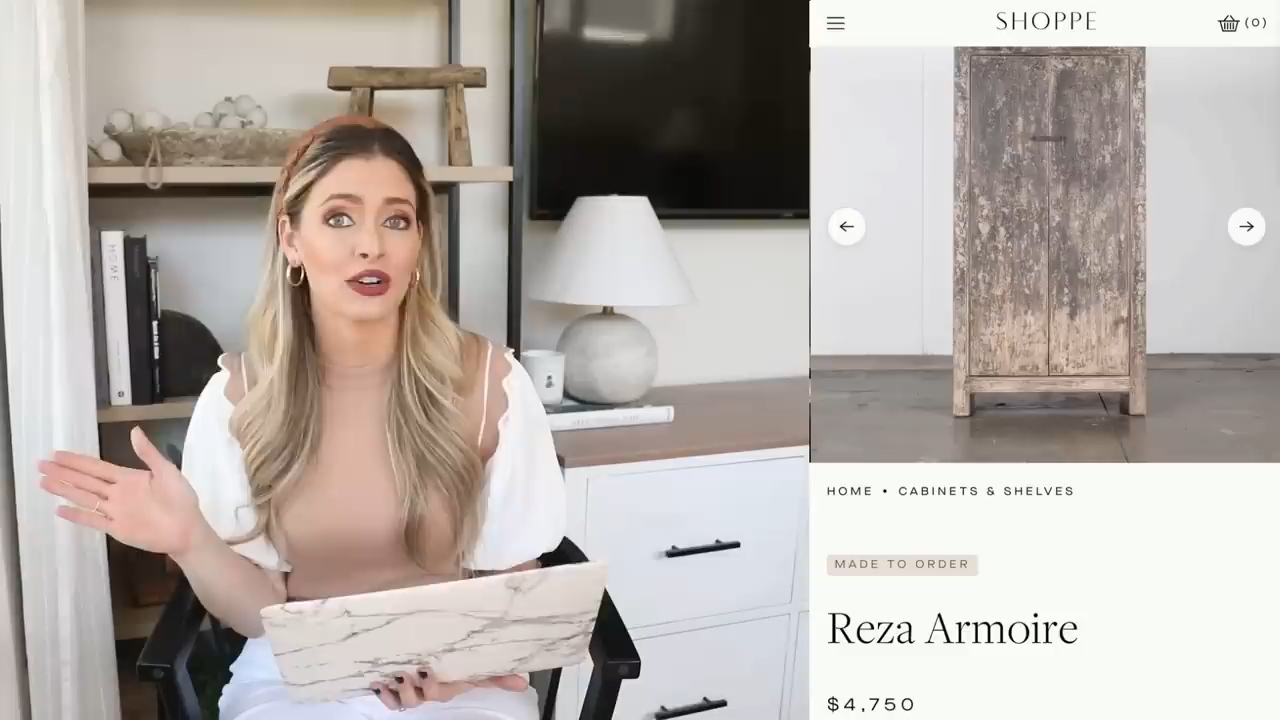 HOME
SHOPPE
(0)
HOME • CABINETS & SHELVES
MADE TO ORDER
Reza Armoire
$4,750